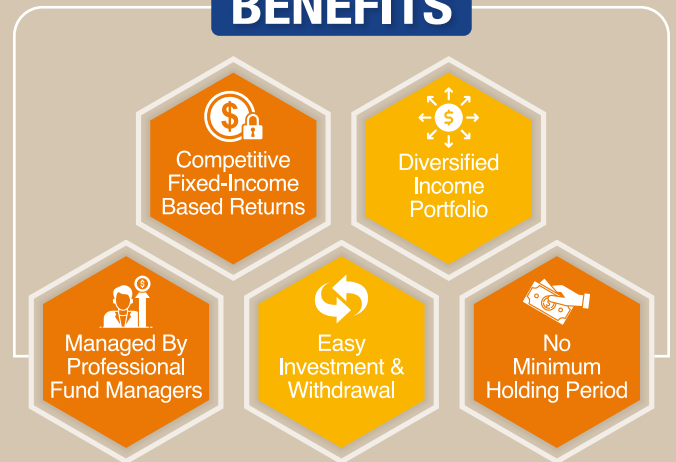 BENEFITS
Competitive
Fixed-Income
Based Returns
Diversified
Income
Portfolio
Managed By
Professional
Fund Managers
Easy
Investment &
Withdrawal
No
Minimum
Holding Period